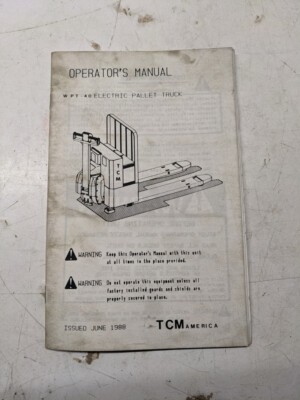 OPERATOR'S MANUAL
WPT-40 ELECTRIC PALLET TRUCK
T
C
M
WARNING Keep this Operator's Manual with this unit
at all times in the place provided.
WARNING Do not operate this equipment unless all
factory installed guards and shields are
properly secured in place.
ISSUED JUNE 1988
TCM AMERICA